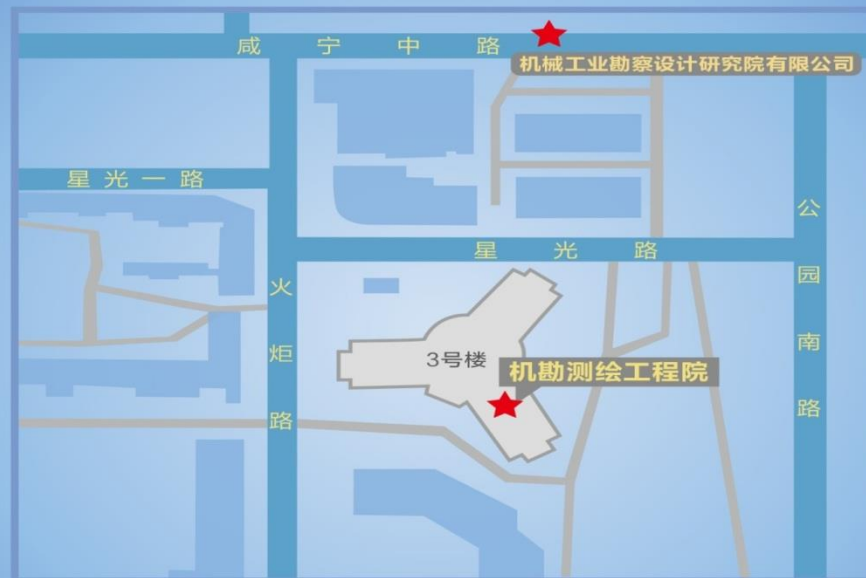 咸宁中路
机械工业勘察设计研究院有限公司
星光一路
公园南路
星光路
火炬路
3号楼
机勘测绘工程院